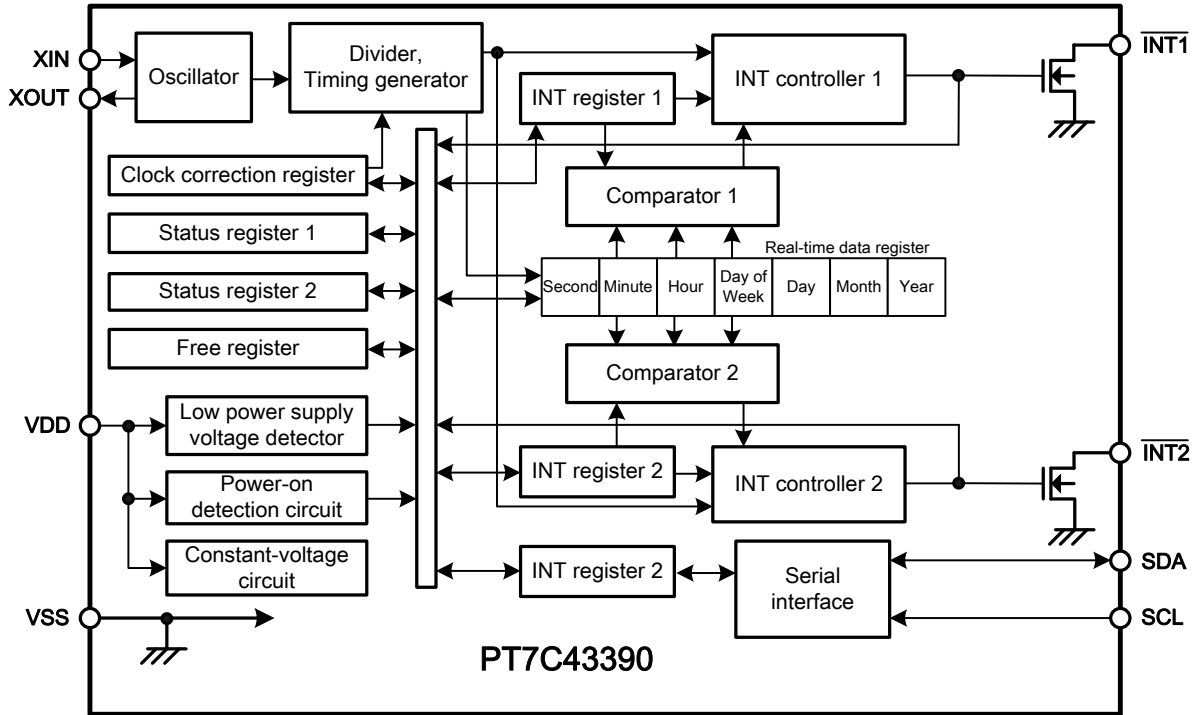 XIN
XOUT
Oscillator
Divider,
Timing generator
INT register 1
INT controller 1
INT1
Clock correction register
Comparator 1
Status register 1
Real-time data register
Second Minute Hour Day of Week Day Month Year
Status register 2
Free register
Comparator 2
VDD
Low power supply
voltage detector
INT register 2
INT controller 2
INT2
Power-on
detection circuit
Constant-voltage
circuit
INT register 2
Serial
interface
SDA
SCL
VSS
PT7C43390